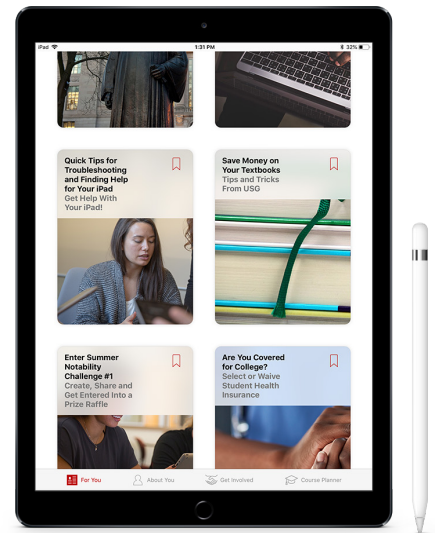 iPad 1:31 PM 32%
Quick Tips for
Troubleshooting
and Finding Help
for Your iPad
Get Help With
Your iPad!
Save Money on
Your Textbooks
Tips and Tricks
From USG
Enter Summer
Notability
Challenge #1
Create, Share and
Get Entered Into a
Prize Raffle
Are You Covered
for College?
Select or Waive
Student Health
Insurance
For You About You Get Involved Course Planner